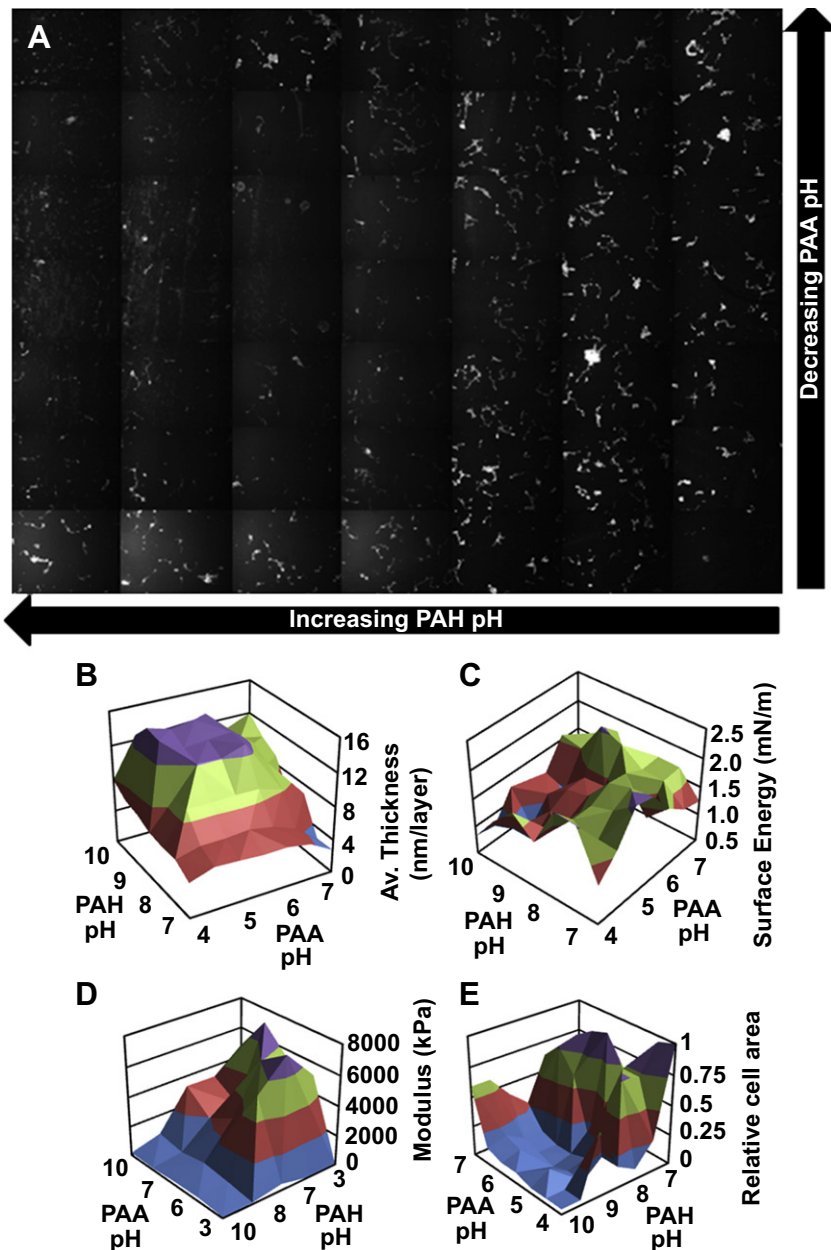 A
Decreasing PAA pH
Increasing PAH pH
B
16
12
8
4
0
Av. Thickness
(nm/layer)
10
9
8
7
PAH
pH
4
5
6
7
PAA
pH
C
2.5
2.0
1.5
1.0
0.5
Surface Energy (mN/m)
10
9
8
7
PAH
pH
4
5
6
7
PAA
pH
D
8000
6000
4000
2000
0
Modulus (kPa)
10
7
6
3
PAA
pH
10
8
7
3
PAH
pH
E
1
0.75
0.5
0.25
0
Relative cell area
7
6
5
4
PAA
pH
10
9
8
7
PAH
pH